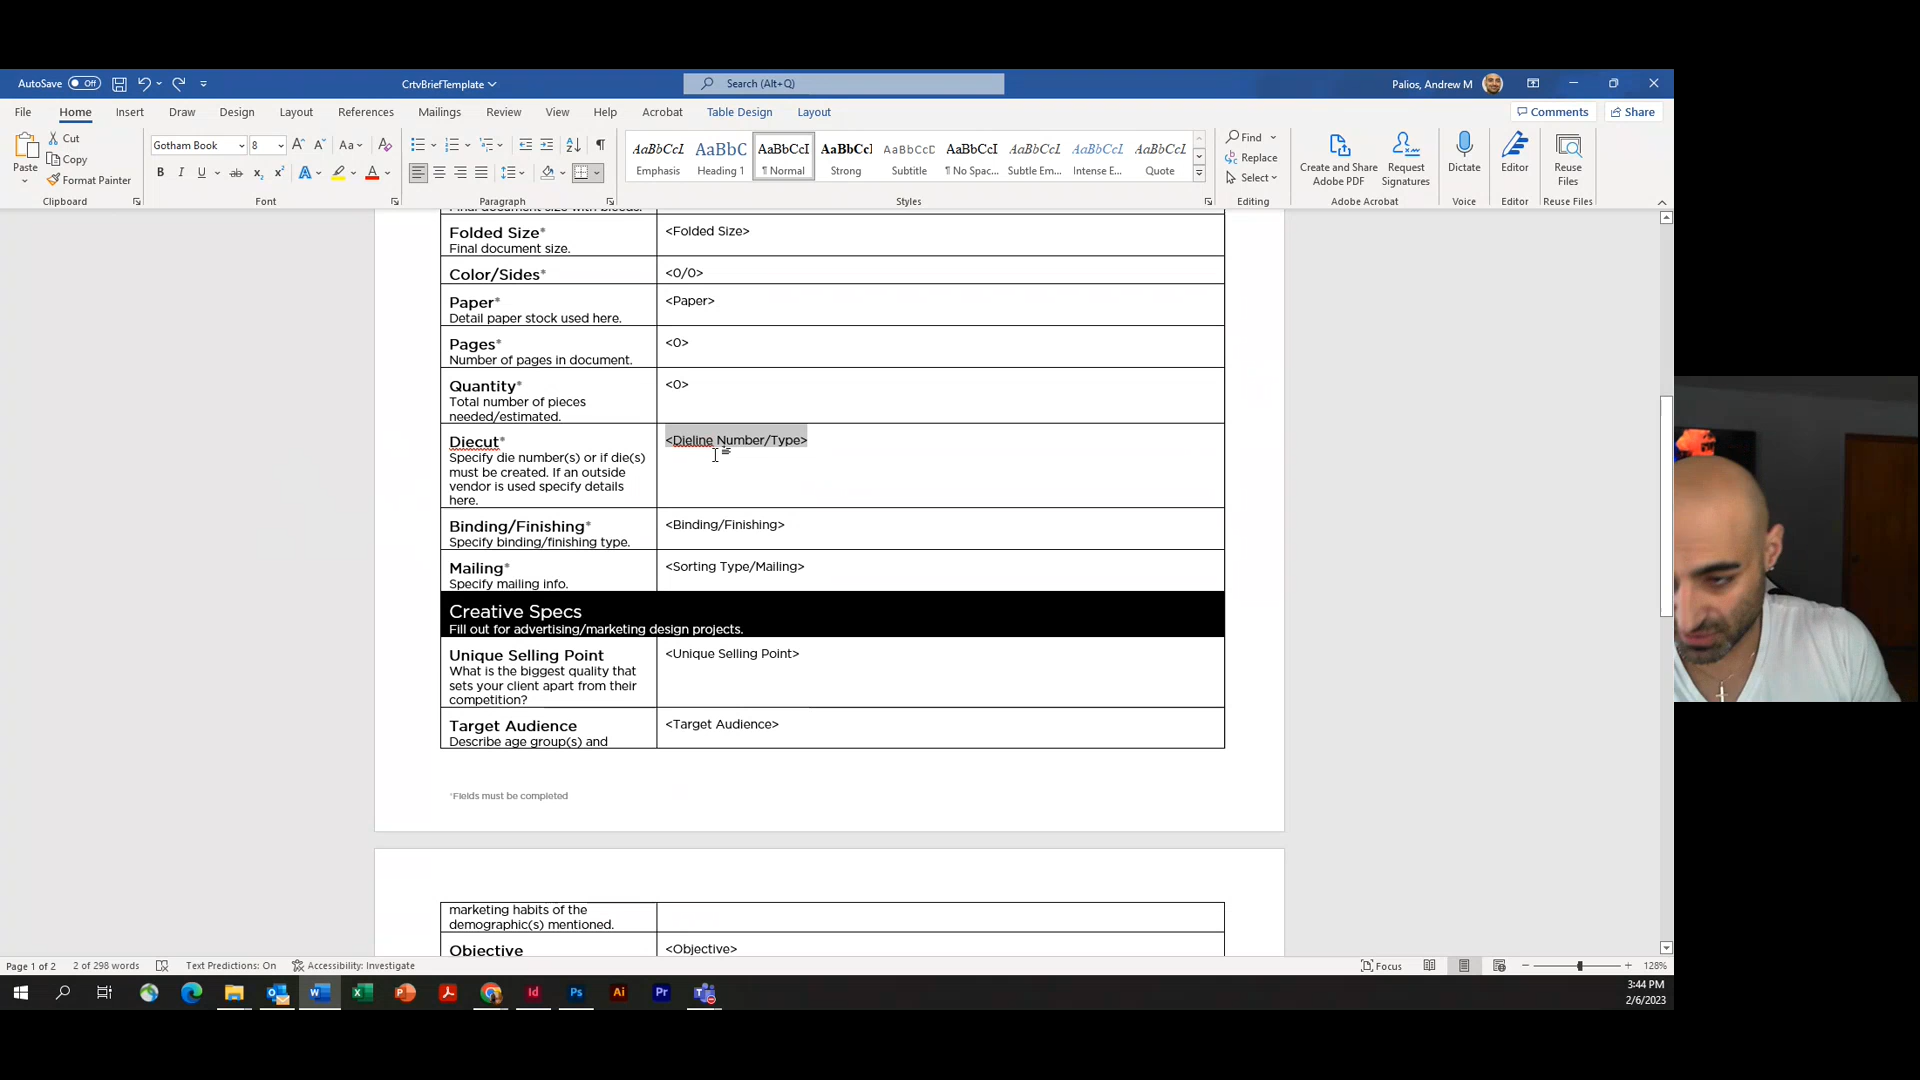 AutoSave Off
CrtvBriefTemplate
Search (Alt+Q)
Palios, Andrew M
File Home Insert Draw Design Layout References Mailings Review View Help Acrobat Table Design Layout
Comments Share
Paste
Cut
Copy
Format Painter
Clipboard
Gotham Book 8
Font
Paragraph
AaBbCcI AaBbC AaBbCcI AaBbCcI AaBbCcD AaBbCcI AaBbCcI AaBbCcI AaBbCcI
Emphasis Heading 1 ¶ Normal Strong Subtitle ¶ No Spac... Subtle Em... Intense E... Quote
Styles
Find
Replace
Select
Editing
Create and Share Adobe PDF
Request Signatures
Adobe Acrobat
Dictate
Voice
Editor
Editor
Reuse Files
Reuse Files
Final document size with bleeds.
Folded Size*
Final document size.
<Folded Size>
Color/Sides*
<0/0>
Paper*
Detail paper stock used here.
<Paper>
Pages*
Number of pages in document.
<0>
Quantity*
Total number of pieces
needed/estimated.
<0>
Diecut*
Specify die number(s) or if die(s)
must be created. If an outside
vendor is used specify details
here.
<Dieline Number/Type>
Binding/Finishing*
Specify binding/finishing type.
<Binding/Finishing>
Mailing*
Specify mailing info.
<Sorting Type/Mailing>
Creative Specs
Fill out for advertising/marketing design projects.
Unique Selling Point
What is the biggest quality that
sets your client apart from their
competition?
<Unique Selling Point>
Target Audience
Describe age group(s) and
<Target Audience>
*Fields must be completed
marketing habits of the
demographic(s) mentioned.
Objective
<Objective>
Page 1 of 2 2 of 298 words Text Predictions: On Accessibility: Investigate
Focus
128%
3:44 PM
2/6/2023